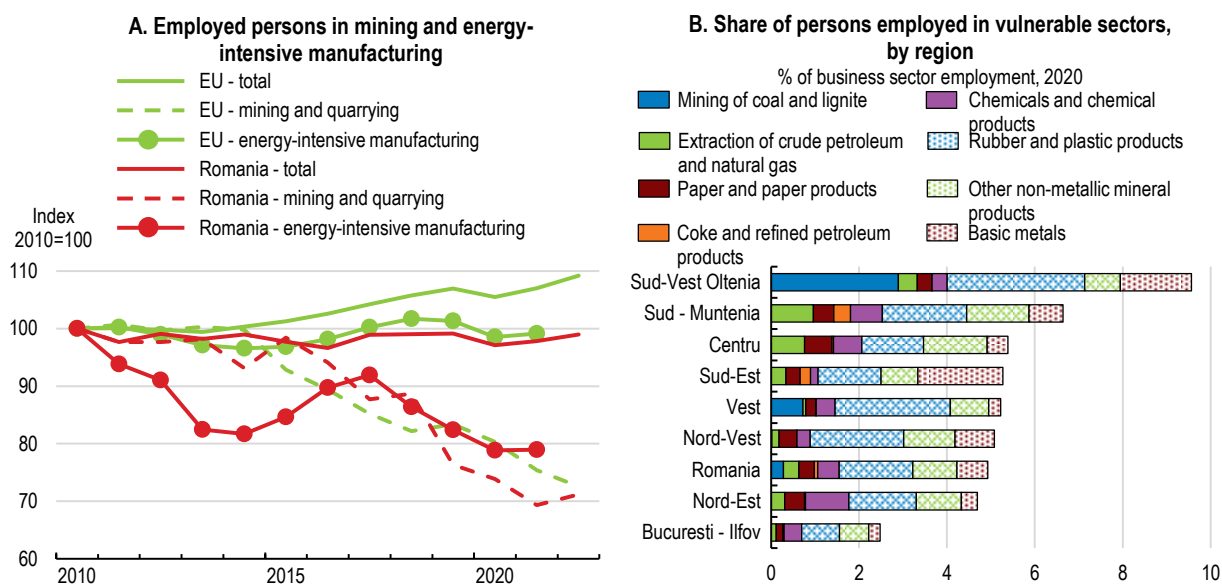 A. Employed persons in mining and energy-
intensive manufacturing
EU - total
EU - mining and quarrying
EU - energy-intensive manufacturing
Romania - total
Romania - mining and quarrying
Romania - energy-intensive manufacturing
Index
2010=100
110
100
90
80
70
60
2010
2015
2020
B. Share of persons employed in vulnerable sectors,
by region
% of business sector employment, 2020
Mining of coal and lignite
Chemicals and chemical
products
Extraction of crude petroleum
and natural gas
Rubber and plastic products
Paper and paper products
Other non-metallic mineral
products
Coke and refined petroleum
products
Basic metals
Sud-Vest Oltenia
Sud - Muntenia
Centru
Sud-Est
Vest
Nord-Vest
Romania
Nord-Est
Bucuresti - Ilfov
0
2
4
6
8
10